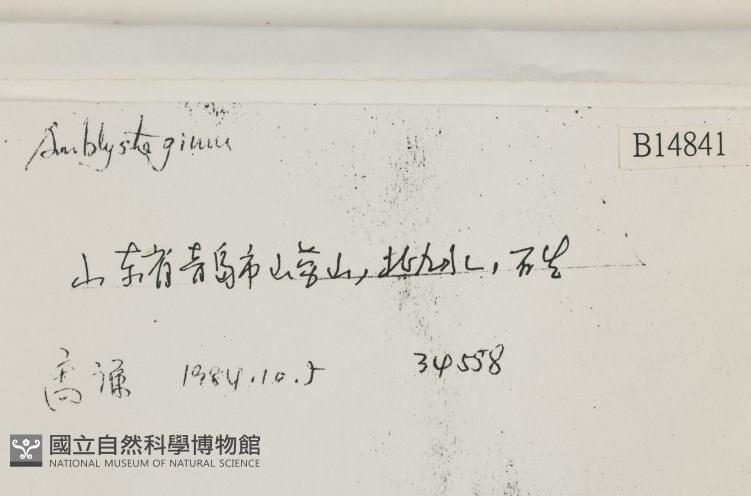 Amblystegium
B14841
山东省青岛市崂山,北九水,石生
高谦 1984.10.5 34558
國立自然科學博物館
NATIONAL MUSEUM OF NATURAL SCIENCE